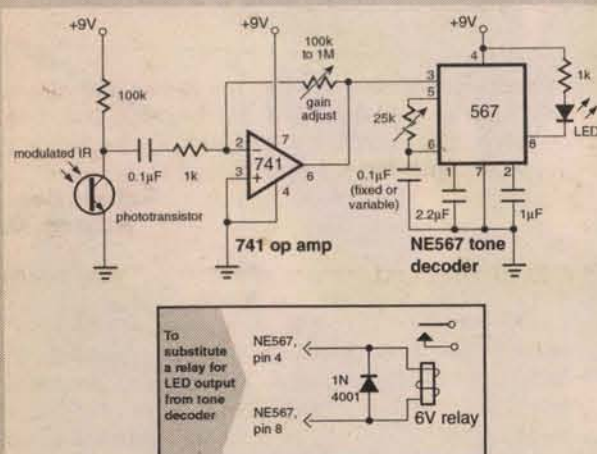 +9V
+9V
+9V
100k
to 1M
gain
adjust
100k
modulated IR
0.1µF
1k
phototransistor
2
3
7
4
6
741
741 op amp
4
3
5
6
8
1
7
2
567
25k
0.1µF
(fixed or
variable)
2.2µF
1µF
1k
LED
NE567 tone
decoder
To
substitute
a relay for
LED output
from tone
decoder
NE567,
pin 4
NE567,
pin 8
1N
4001
6V relay